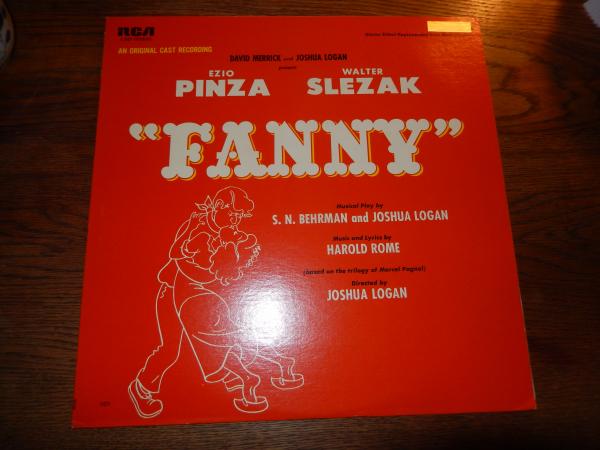 RCA
AN ORIGINAL CAST RECORDING
DAVID MERRICK and JOSHUA LOGAN
present
EZIO PINZA
WALTER SLEZAK
"FANNY"
Musical Play by
S. N. BEHRMAN and JOSHUA LOGAN
Music and Lyrics by
HAROLD ROME
(based on the trilogy of Marcel Pagnol)
Directed by
JOSHUA LOGAN